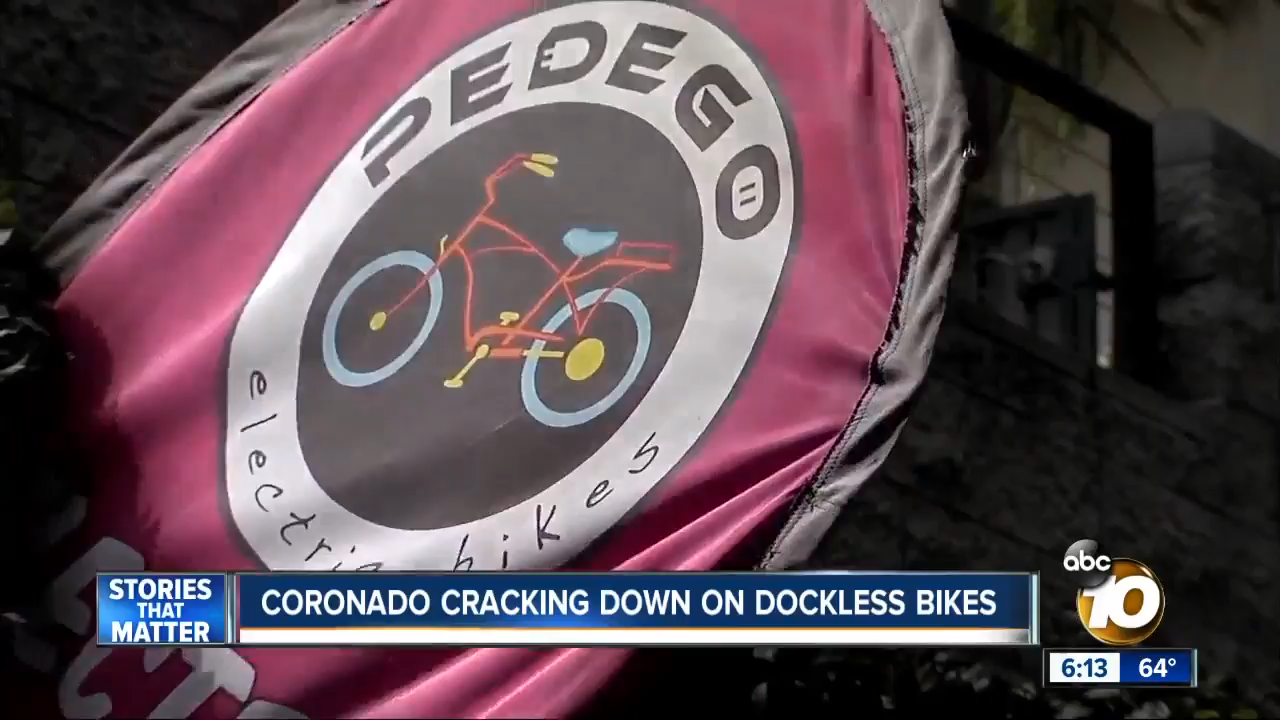 PEDEGO
electric bikes
STORIES
THAT
MATTER
CORONADO CRACKING DOWN ON DOCKLESS BIKES
abc
10
6:13
64°